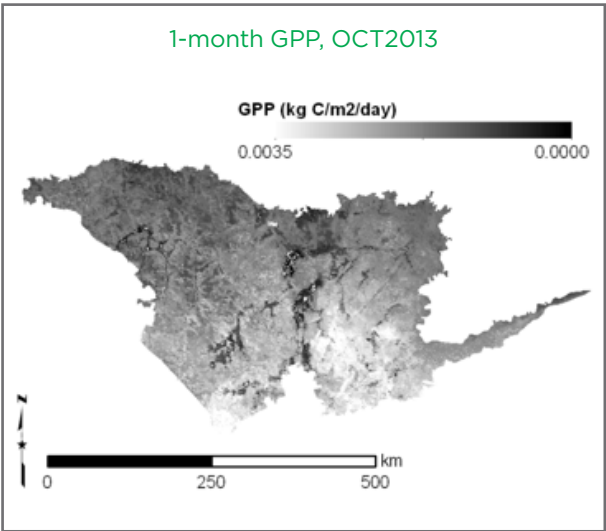 1-month GPP, OCT2013
GPP (kg C/m2/day)
0.0035 0.0000
N
km
0 250 500